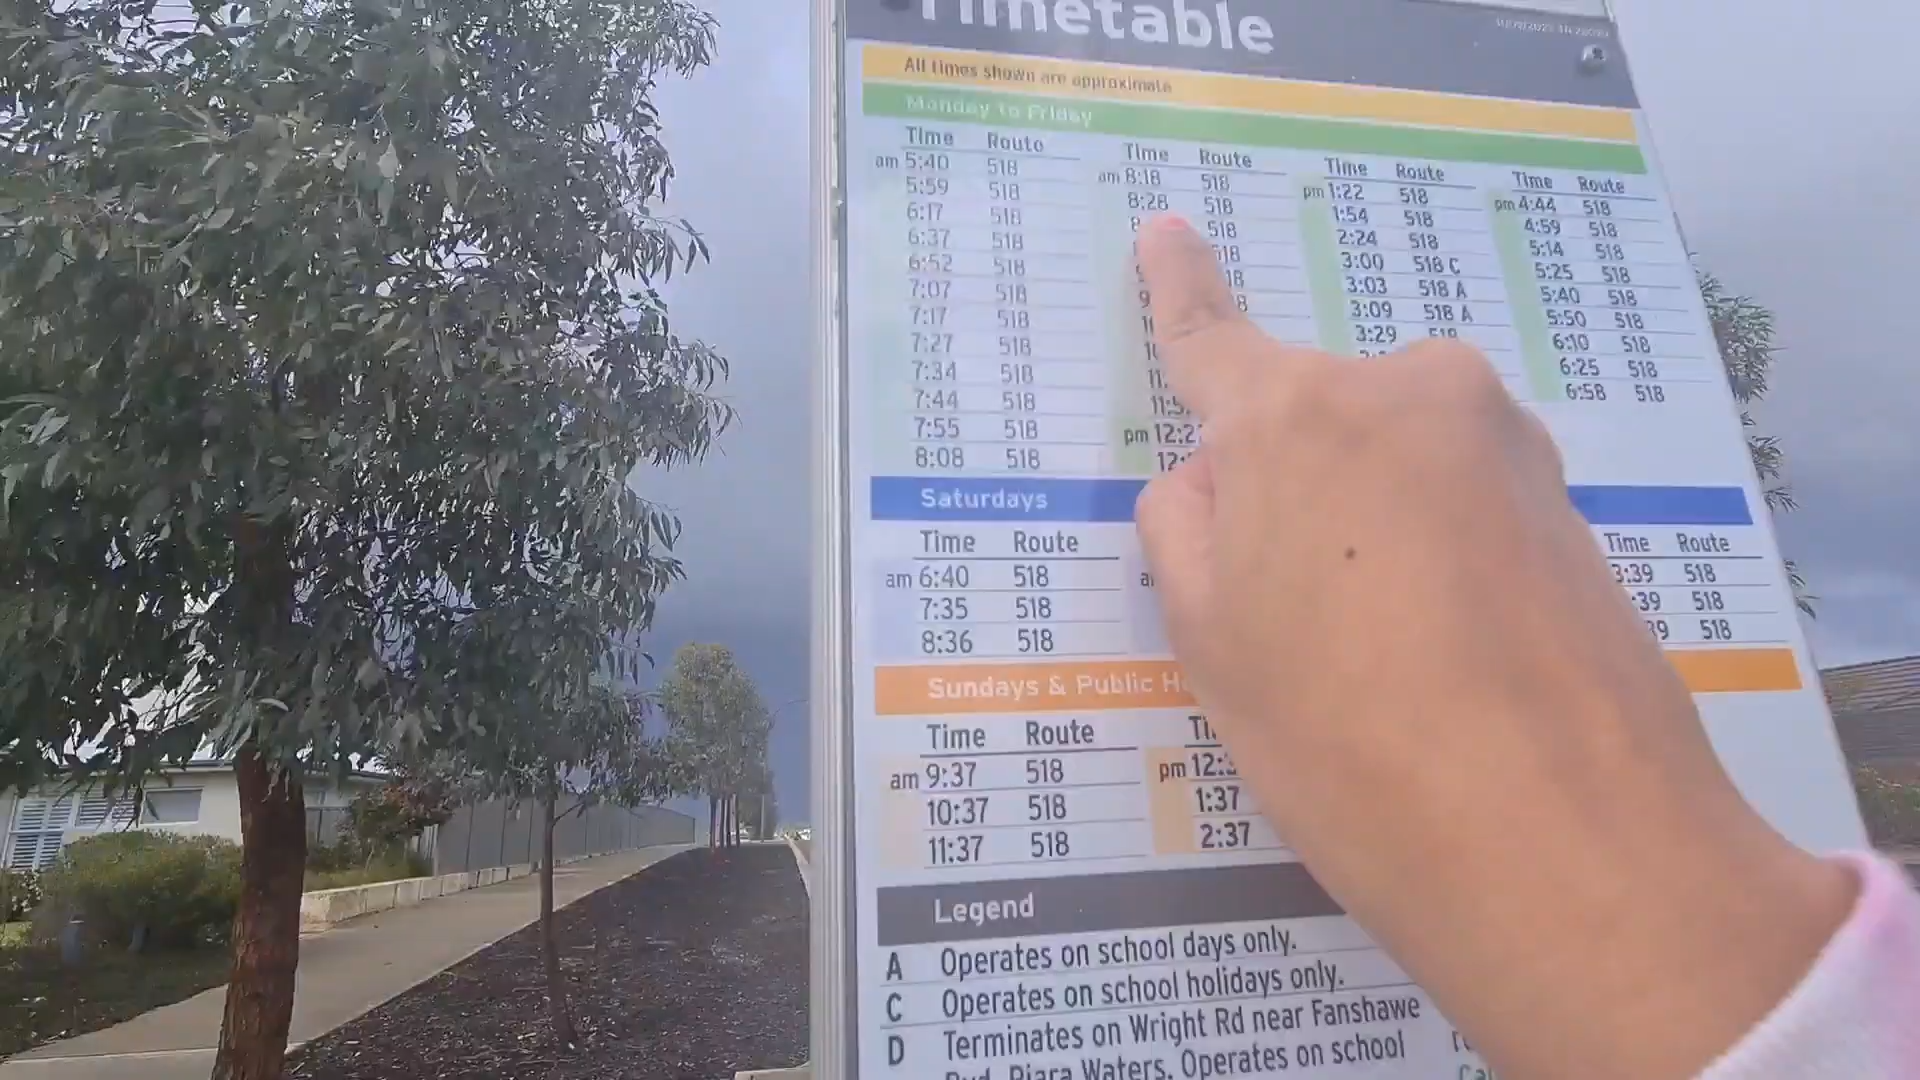 Timetable
All times shown are approximate
Monday to Friday
Time Route
am 5:40 518
5:59 518
6:17 518
6:37 518
6:52 518
7:07 518
7:17 518
7:27 518
7:34 518
7:44 518
7:55 518
8:08 518
Time Route
am 8:18 518
8:28 518
518
pm
Time Route
pm 1:22 518
1:54 518
2:24 518
3:00 518 C
3:03 518 A
3:09 518 A
3:29 518
Time Route
pm 4:44 518
4:59 518
5:14 518
5:25 518
5:40 518
5:50 518
6:10 518
6:25 518
6:58 518
Saturdays
Time Route
am 6:40 518
7:35 518
8:36 518
Time Route
3:39 518
518
518
Sundays & Public
Time Route
am 9:37 518
10:37 518
11:37 518
pm
1:37
2:37
Legend
A Operates on school days only.
C Operates on school holidays only.
D Terminates on Wright Rd near Fanshawe
Piara Waters. Operates on school